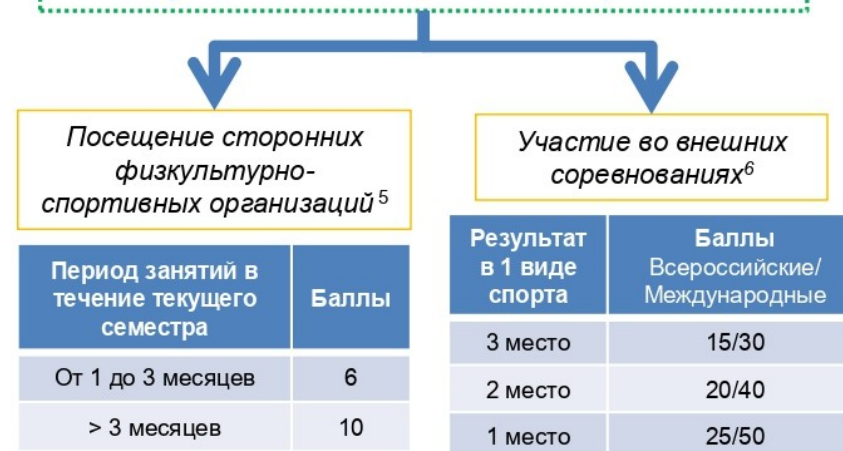 Посещение сторонних
физкультурно-
спортивных организаций 5
Период занятий в
течение текущего
семестра
Баллы
От 1 до 3 месяцев 6
> 3 месяцев 10
Участие во внешних
соревнованиях6
Результат
в 1 виде
спорта
Баллы
Всероссийские/
Международные
3 место 15/30
2 место 20/40
1 место 25/50